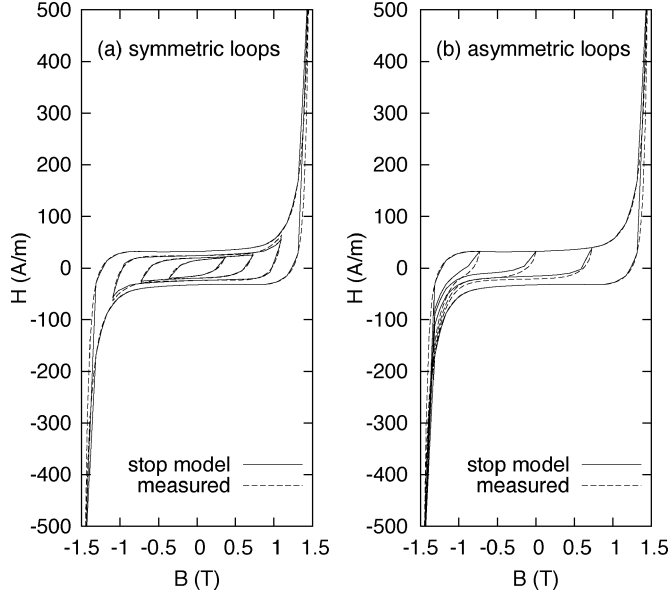 (a) symmetric loops
H (A/m)
500
400
300
200
100
0
-100
-200
-300
-400
-500
stop model
measured
-1.5 -1 -0.5 0 0.5 1 1.5
B (T)
(b) asymmetric loops
H (A/m)
500
400
300
200
100
0
-100
-200
-300
-400
-500
stop model
measured
-1.5 -1 -0.5 0 0.5 1 1.5
B (T)